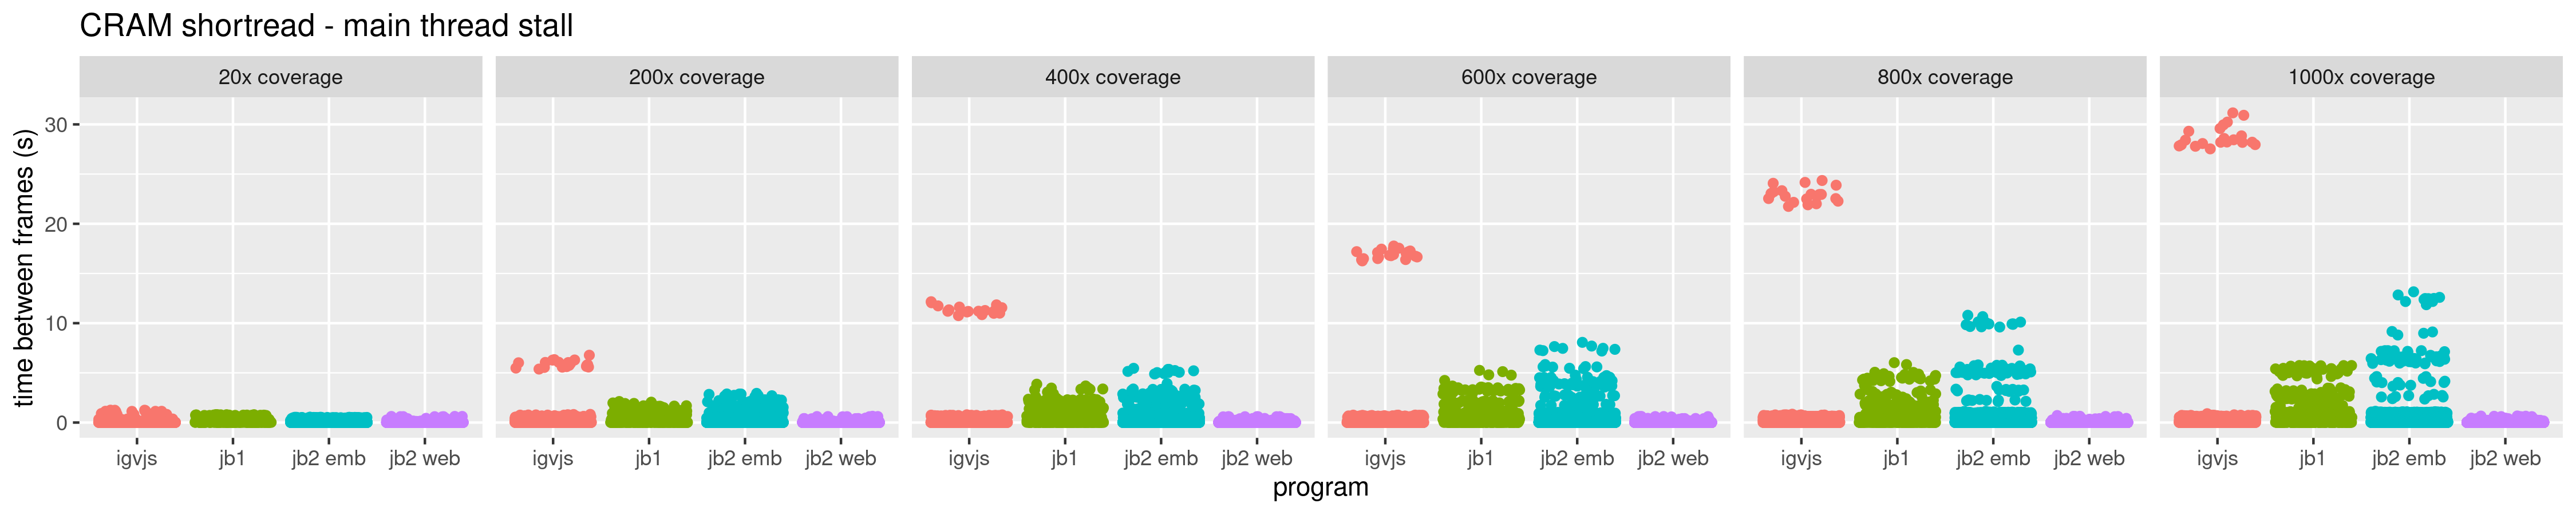 CRAM shortread - main thread stall
20x coverage 200x coverage 400x coverage 600x coverage 800x coverage 1000x coverage
30
20
10
0
time between frames (s)
igvjs jb1 jb2 emb jb2 web igvjs jb1 jb2 emb jb2 web igvjs jb1 jb2 emb jb2 web igvjs jb1 jb2 emb jb2 web igvjs jb1 jb2 emb jb2 web igvjs jb1 jb2 emb jb2 web
program